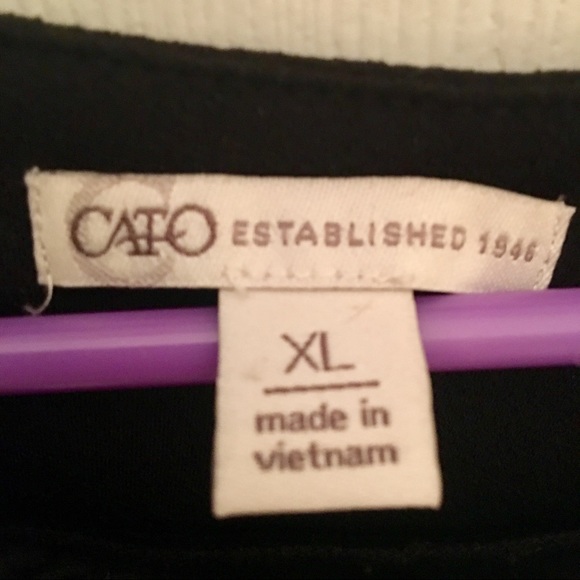 CATO ESTABLISHED 1946
XL
made in
vietnam